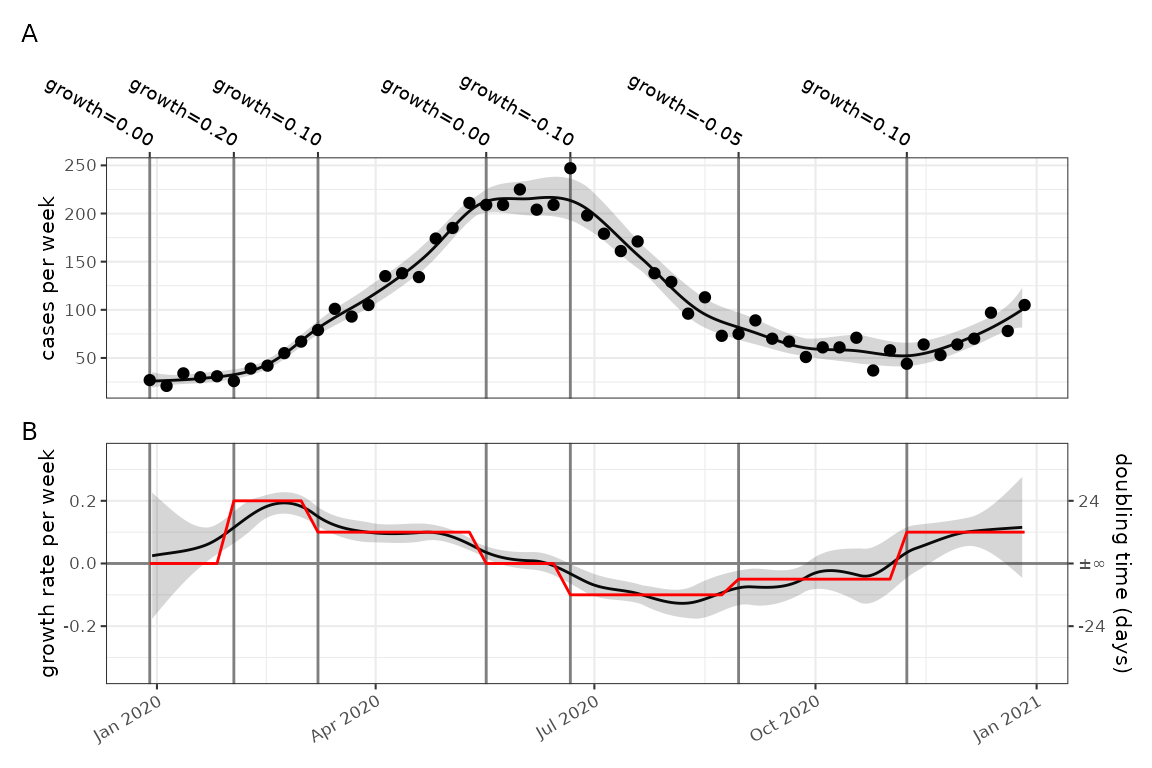 A
growth=0.00
growth=0.20
growth=0.10
growth=0.00
growth=-0.10
growth=-0.05
growth=0.10
cases per week
250
200
150
100
50
B
growth rate per week
0.2
0.0
-0.2
24
±∞
-24
doubling time (days)
Jan 2020
Apr 2020
Jul 2020
Oct 2020
Jan 2021